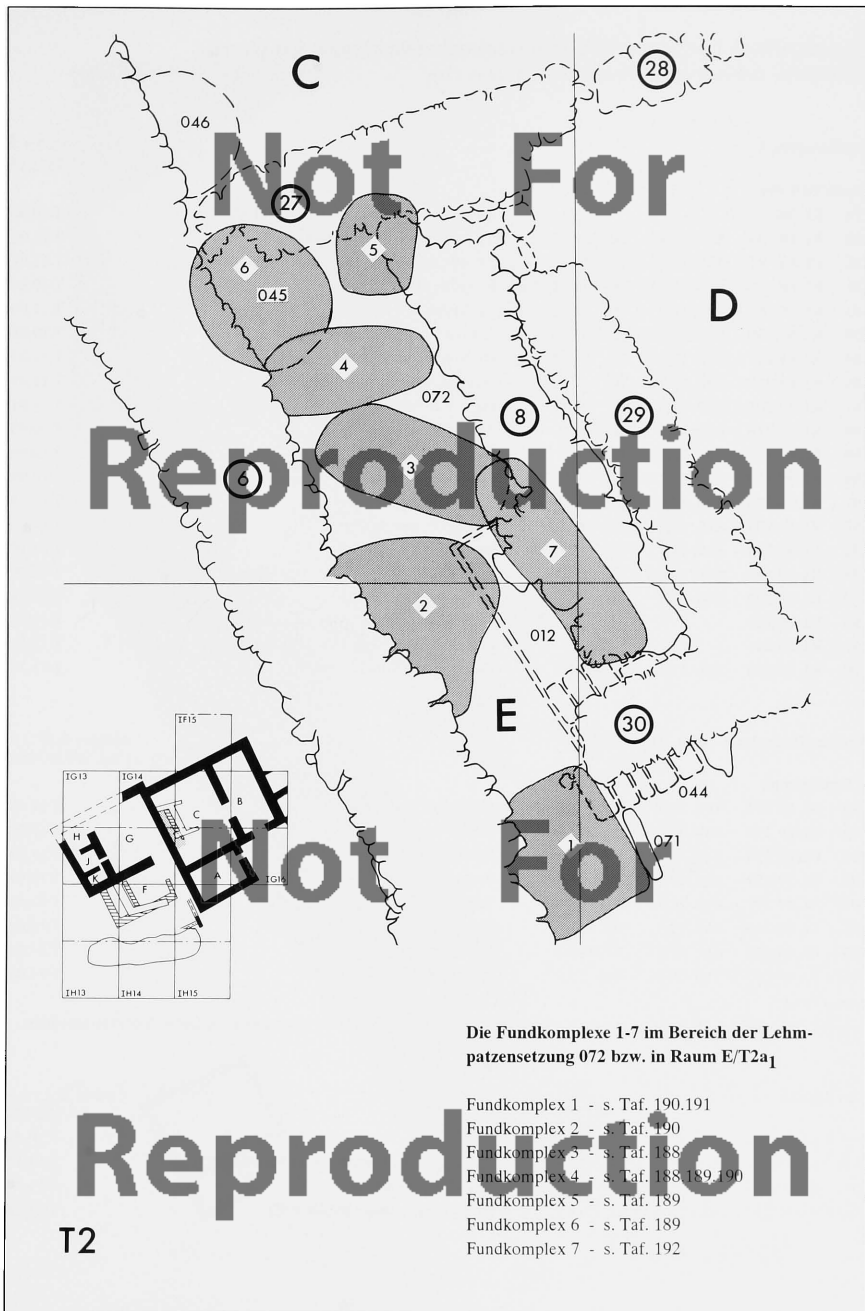 C
28
046
Not For
27
5
6
045
D
4
072
8
29
Reproduction
3
6
7
2
012
E
30
IF15
IG13
IG14
044
B
C
H
G
Not For
1
071
J
K
F
A
IG16
IH13
IH14
IH15
Die Fundkomplexe 1-7 im Bereich der Lehm-
patzensetzung 072 bzw. in Raum E/T2a1
Fundkomplex 1 - s. Taf. 190.191
Fundkomplex 2 - s. Taf. 190
Fundkomplex 3 - s. Taf. 188
Fundkomplex 4 - s. Taf. 188.189.190
Reproduction
Fundkomplex 5 - s. Taf. 189
Fundkomplex 6 - s. Taf. 189
Fundkomplex 7 - s. Taf. 192
T2